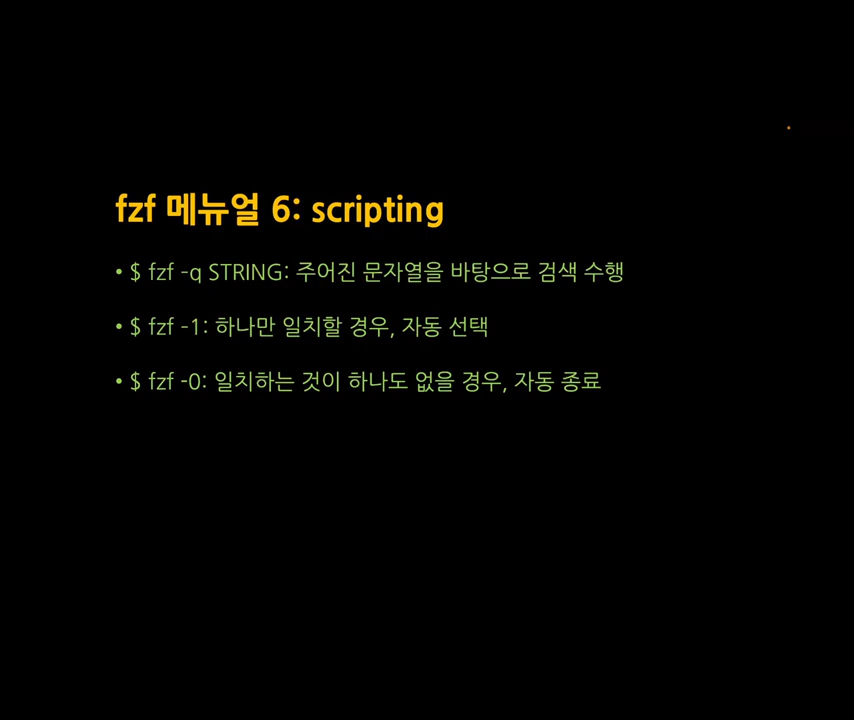 fzf 메뉴얼 6: scripting
• $ fzf -q STRING: 주어진 문자열을 바탕으로 검색 수행
• $ fzf -1: 하나만 일치할 경우, 자동 선택
• $ fzf -0: 일치하는 것이 하나도 없을 경우, 자동 종료